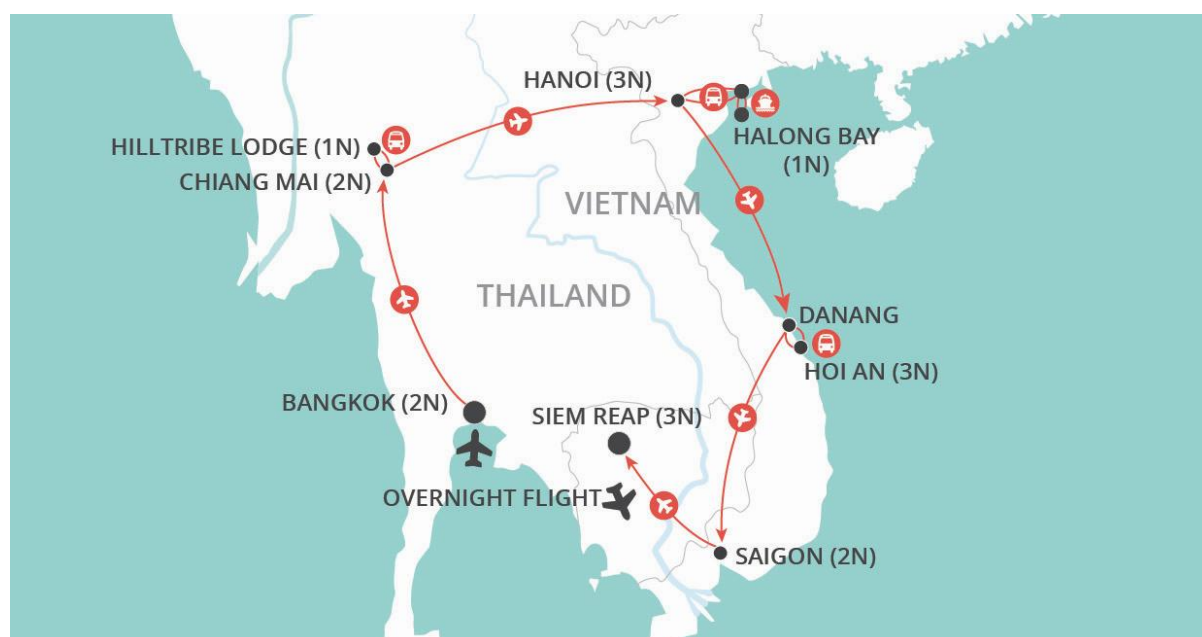 HANOI (3N)
HALONG BAY
(1N)
HILLTRIBE LODGE (1N)
CHIANG MAI (2N)
VIETNAM
THAILAND
DANANG
HOI AN (3N)
BANGKOK (2N)
SIEM REAP (3N)
OVERNIGHT FLIGHT
SAIGON (2N)